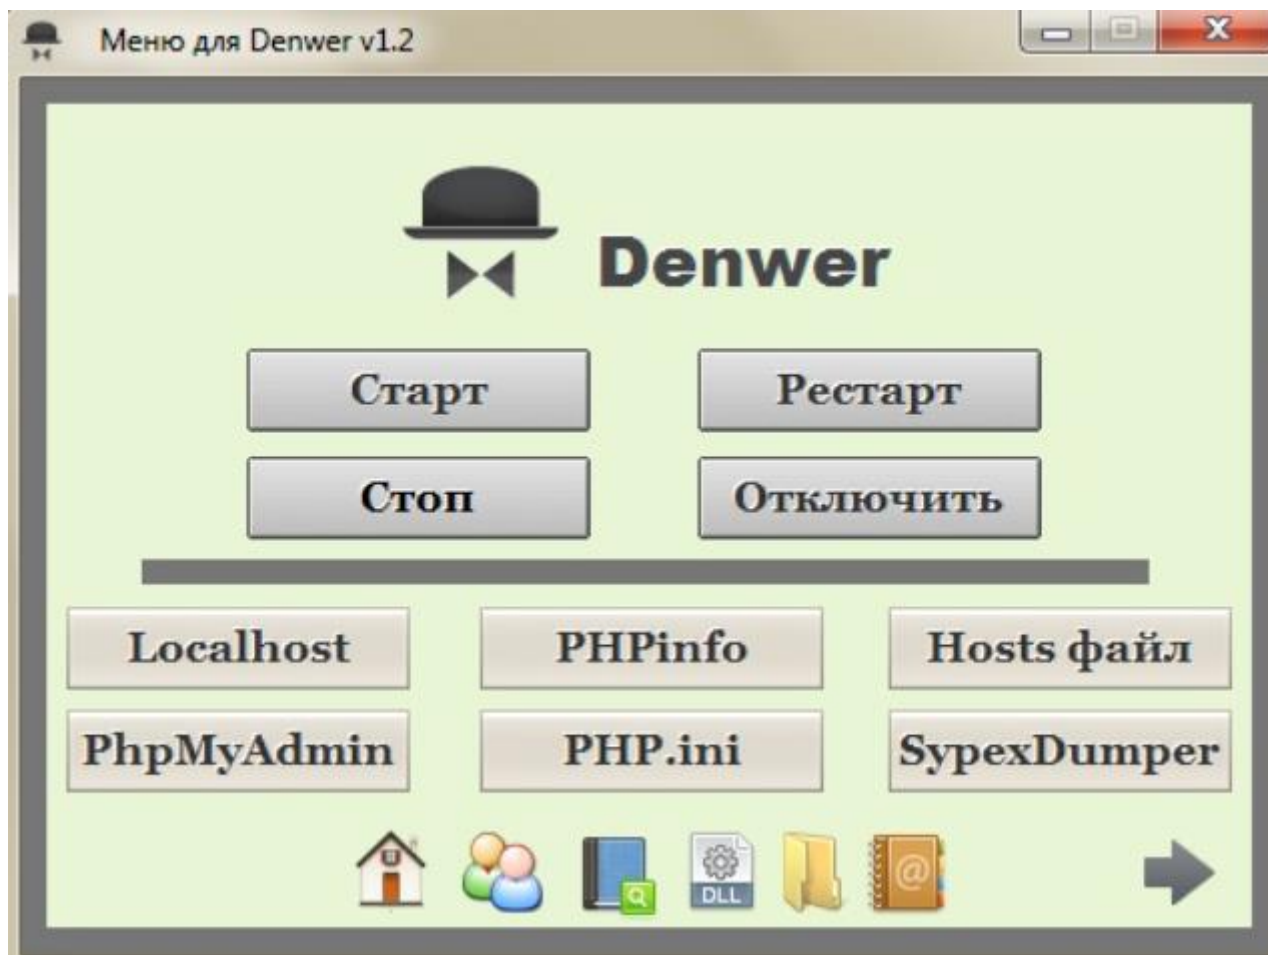 Меню для Denwer v1.2
Denwer
Старт
Рестарт
Стоп
Отключить
Localhost
PHPinfo
Hosts файл
PhpMyAdmin
PHP.ini
SypexDumper
DLL
@